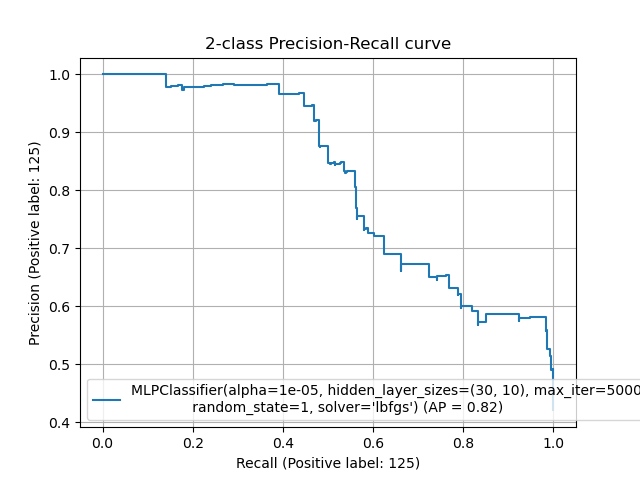 2-class Precision-Recall curve
1.0
0.9
0.8
0.7
0.6
0.5
0.4
Precision (Positive label: 125)
MLPClassifier(alpha=1e-05, hidden_layer_sizes=(30, 10), max_iter=5000
random_state=1, solver='lbfgs') (AP = 0.82)
0.0 0.2 0.4 0.6 0.8 1.0
Recall (Positive label: 125)